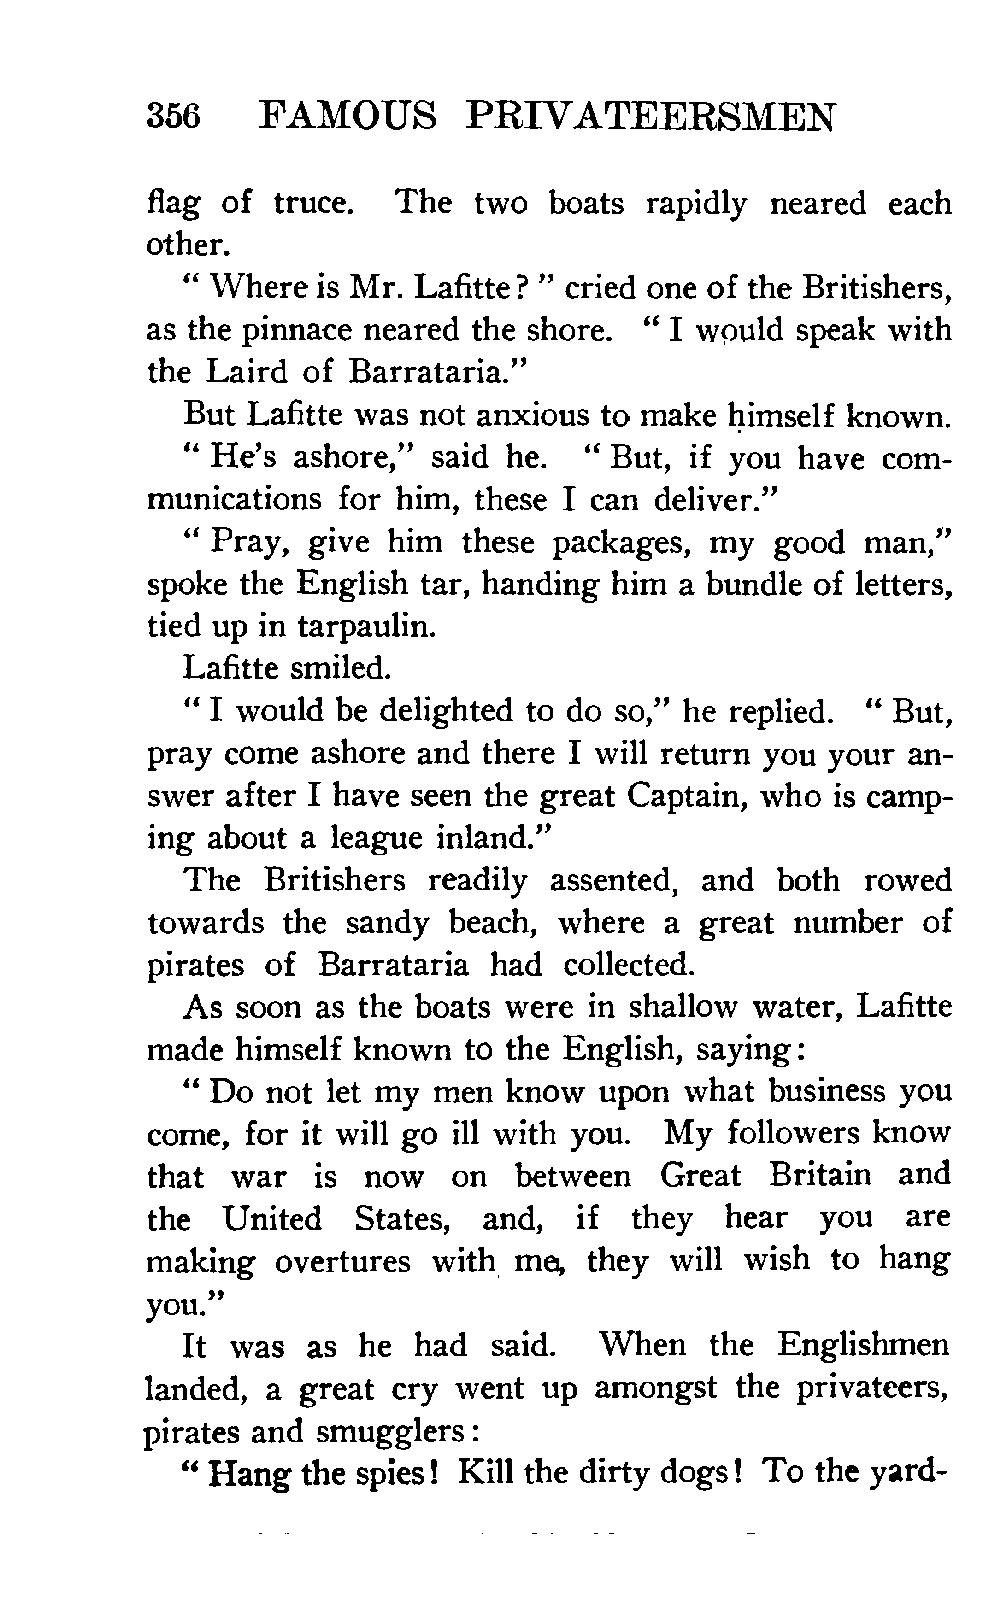 356 FAMOUS PRIVATEERSMEN
flag of truce. The two boats rapidly neared each
other.
“ Where is Mr. Lafitte? ” cried one of the Britishers,
as the pinnace neared the shore. “ I would speak with
the Laird of Barrataria.”
But Lafitte was not anxious to make himself known.
“ He’s ashore,” said he. “ But, if you have com-
munications for him, these I can deliver.”
“ Pray, give him these packages, my good man,”
spoke the English tar, handing him a bundle of letters,
tied up in tarpaulin.
Lafitte smiled.
“ I would be delighted to do so,” he replied. “ But,
pray come ashore and there I will return you your an-
swer after I have seen the great Captain, who is camp-
ing about a league inland.”
The Britishers readily assented, and both rowed
towards the sandy beach, where a great number of
pirates of Barrataria had collected.
As soon as the boats were in shallow water, Lafitte
made himself known to the English, saying:
“ Do not let my men know upon what business you
come, for it will go ill with you. My followers know
that war is now on between Great Britain and
the United States, and, if they hear you are
making overtures with me, they will wish to hang
you.”
It was as he had said. When the Englishmen
landed, a great cry went up amongst the privateers,
pirates and smugglers:
“ Hang the spies! Kill the dirty dogs! To the yard-